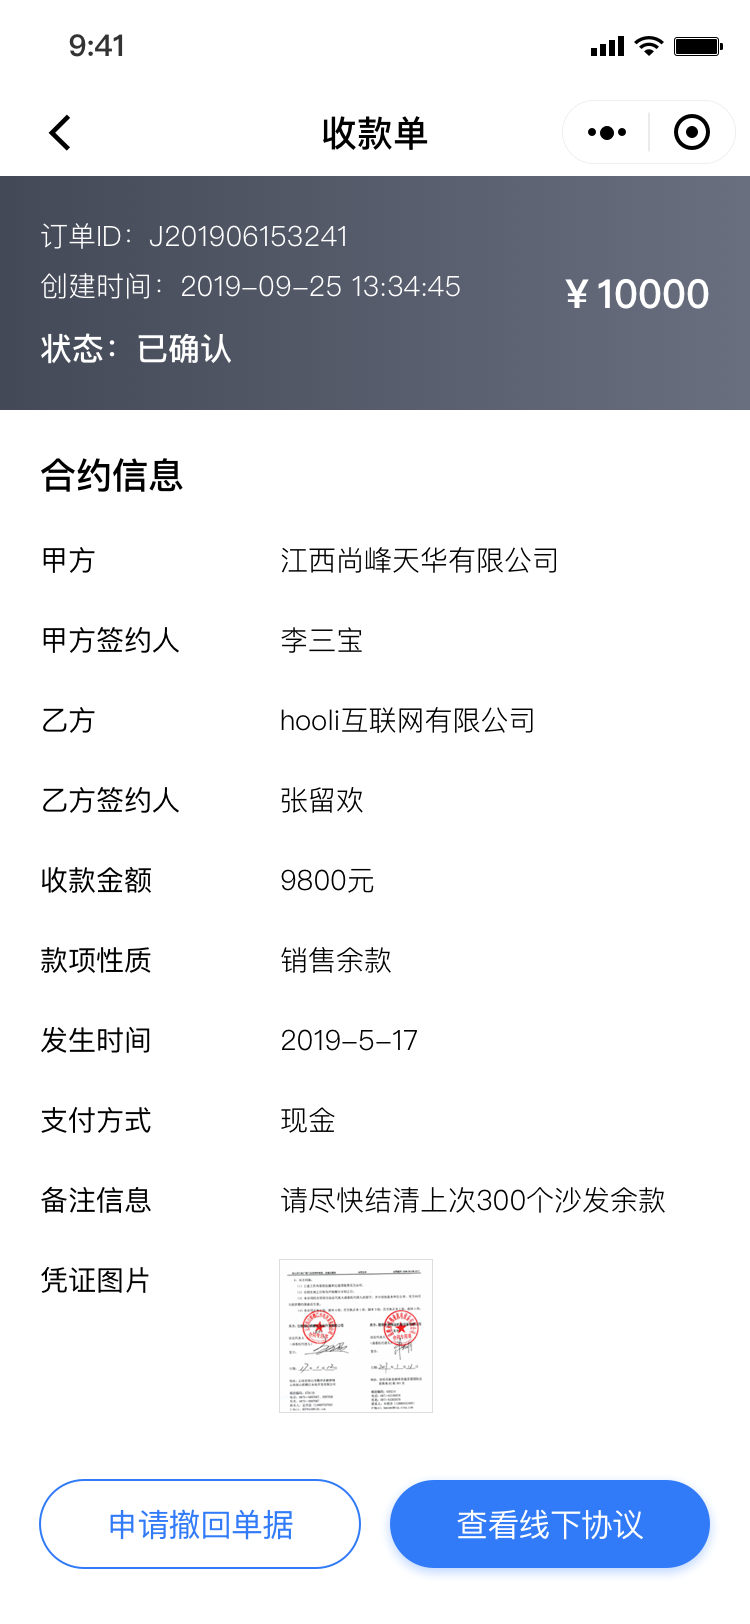 9:41
收款单
订单ID：J201906153241
创建时间：2019-09-25 13:34:45
¥10000
状态：已确认
合约信息
甲方 江西尚峰天华有限公司
甲方签约人 李三宝
乙方 hooli互联网有限公司
乙方签约人 张留欢
收款金额 9800元
款项性质 销售余款
发生时间 2019-5-17
支付方式 现金
备注信息 请尽快结清上次300个沙发余款
凭证图片
申请撤回单据
查看线下协议